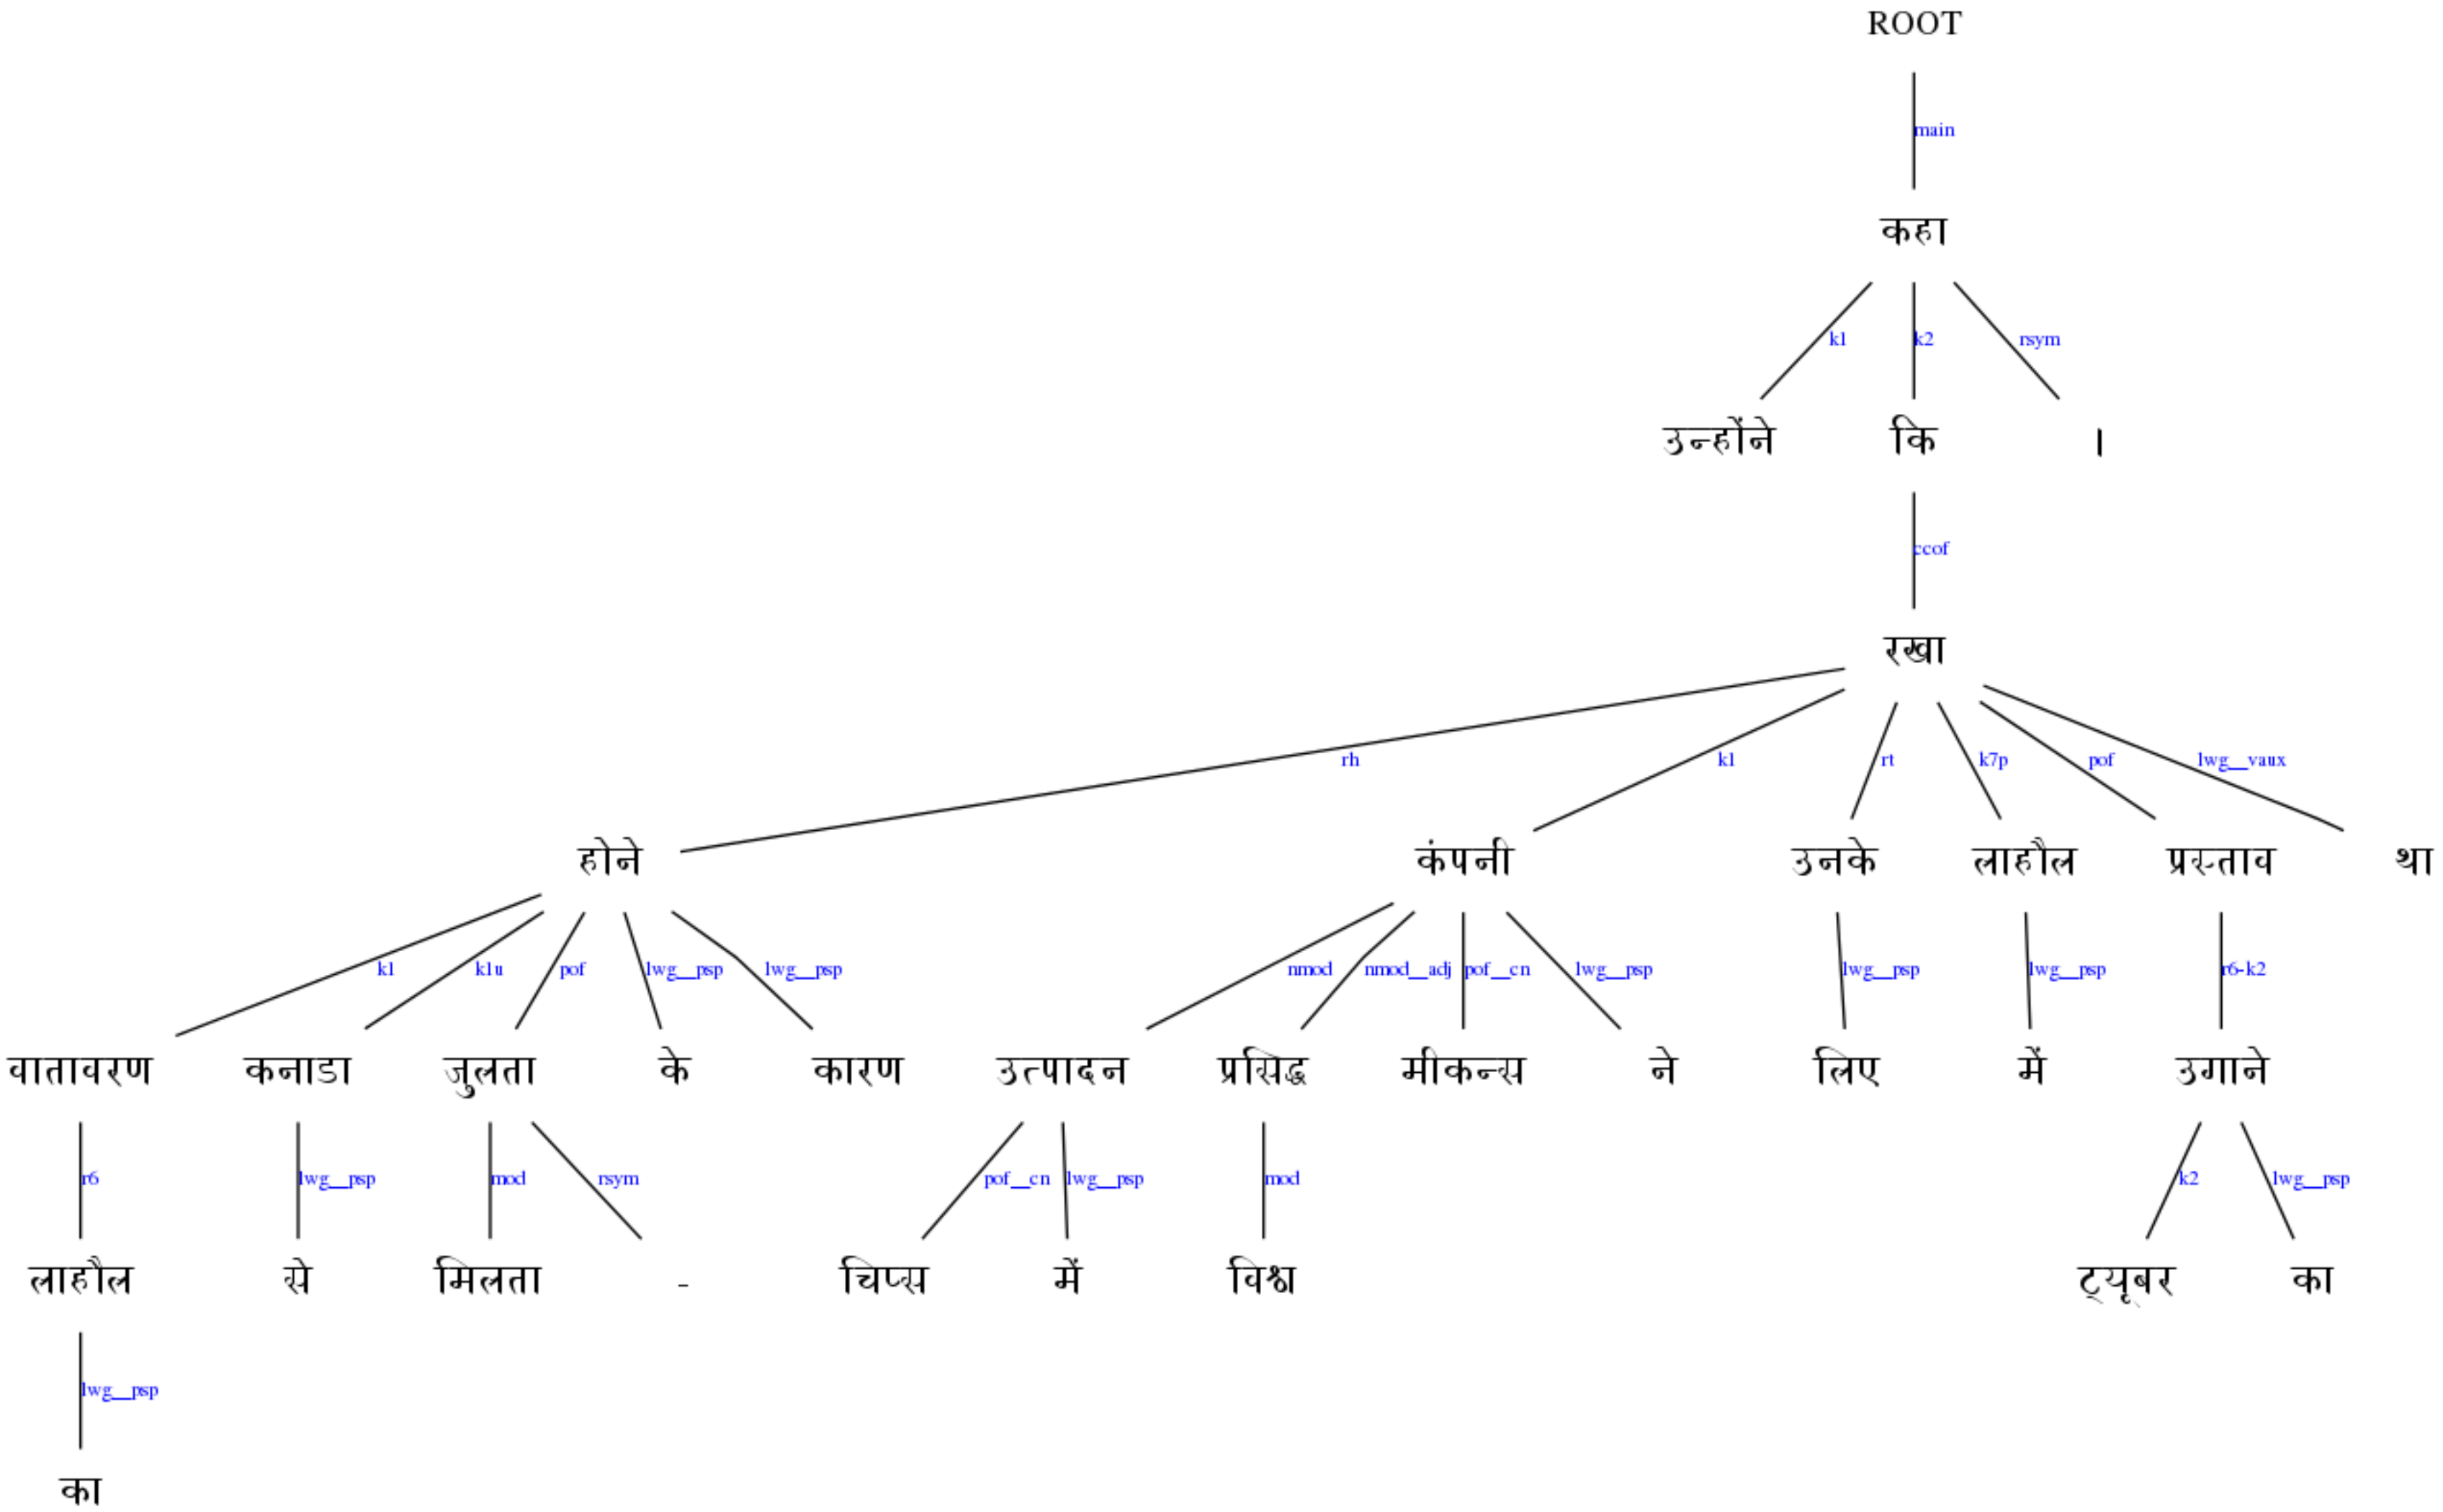 ROOT
main
कहा
k1 k2 rsym
उन्होंने कि ।
ccof
रखा
rh k1 rt k7p pof lwg__vaux
होने कंपनी उनके लाहौल प्रस्ताव था
k1 k1u pof lwg__psp lwg__psp nmod nmod__adj pof__cn lwg__psp lwg__psp lwg__psp r6-k2
वातावरण कनाडा जुलता के कारण उत्पादन प्रसिद्ध मीकन्स ने लिए में उगाने
r6 lwg__psp mod rsym pof__cn lwg__psp mod k2 lwg__psp
लाहौल से मिलता - चिप्स में विश्व ट्यूबर का
lwg__psp
का